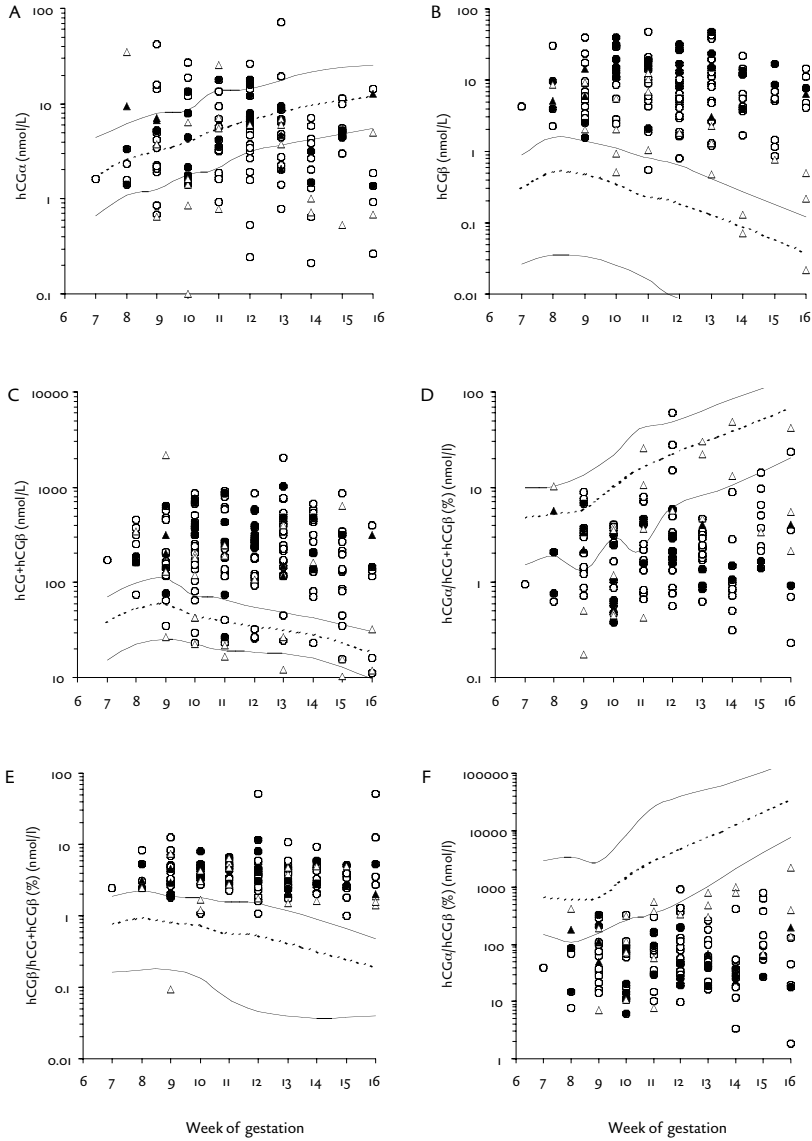 A
hCGα (nmol/L)
100
10
1
0.1
6 7 8 9 10 11 12 13 14 15 16
B
hCGβ (nmol/L)
100
10
1
0.1
0.01
6 7 8 9 10 11 12 13 14 15 16
C
hCG+hCGβ (nmol/L)
10000
1000
100
10
6 7 8 9 10 11 12 13 14 15 16
D
hCGα/hCG+hCGβ (%) (nmol/l)
100
10
1
0.1
6 7 8 9 10 11 12 13 14 15 16
E
hCGβ/hCG+hCGβ (%) (nmol/l)
100
10
1
0.1
0.01
6 7 8 9 10 11 12 13 14 15 16
Week of gestation
F
hCGα/hCGβ (%) (nmol/l)
100000
10000
1000
100
10
1
6 7 8 9 10 11 12 13 14 15 16
Week of gestation